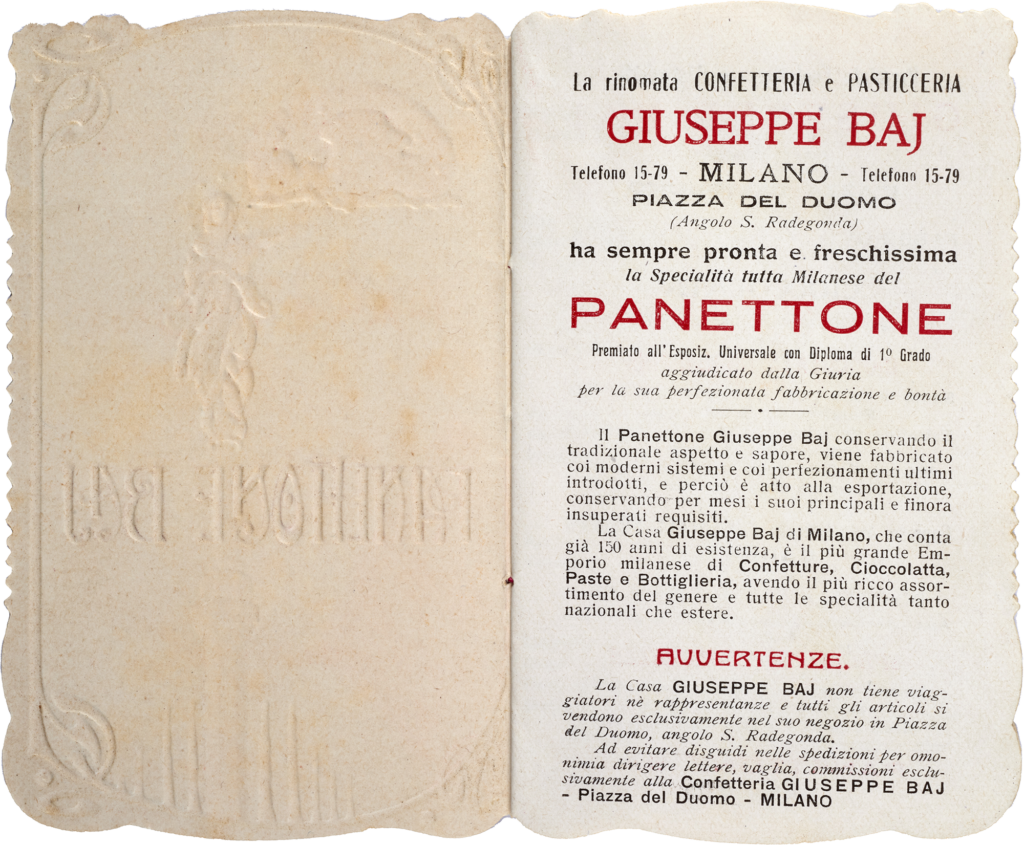 PANETTONE BAJ
La rinomata CONFETTERIA e PASTICCERIA
GIUSEPPE BAJ
Telefono 15-79 - MILANO - Telefono 15-79
PIAZZA DEL DUOMO
(Angolo S. Radegonda)
ha sempre pronta e freschissima
la Specialità tutta Milanese del
PANETTONE
Premiato all'Esposiz. Universale con Diploma di 1º Grado
aggiudicato dalla Giuria
per la sua perfezionata fabbricazione e bontà
Il Panettone Giuseppe Baj conservando il
tradizionale aspetto e sapore, viene fabbricato
coi moderni sistemi e coi perfezionamenti ultimi
introdotti, e perciò è atto alla esportazione,
conservando per mesi i suoi principali e finora
insuperati requisiti.
La Casa Giuseppe Baj di Milano, che conta
già 150 anni di esistenza, è il più grande Em-
porio milanese di Confetture, Cioccolatta,
Paste e Bottiglieria, avendo il più ricco assor-
timento del genere e tutte le specialità tanto
nazionali che estere.
AVVERTENZE.
La Casa GIUSEPPE BAJ non tiene viag-
giatori nè rappresentanze e tutti gli articoli si
vendono esclusivamente nel suo negozio in Piazza
del Duomo, angolo S. Radegonda.
Ad evitare disguidi nelle spedizioni per omo-
nimia dirigere lettere, vaglia, commissioni esclu-
sivamente alla Confetteria GIUSEPPE BAJ
- Piazza del Duomo - MILANO